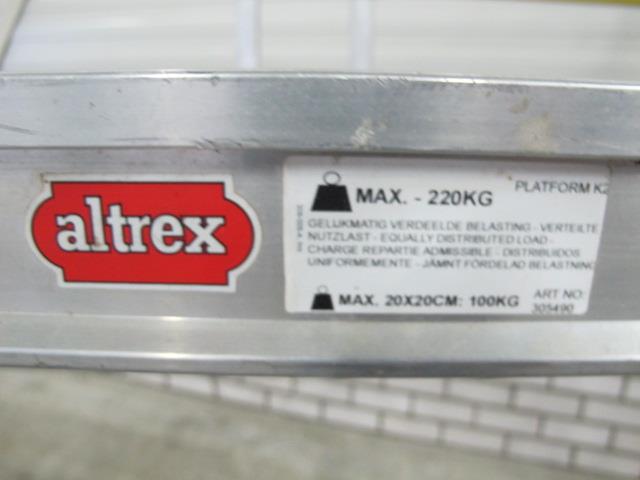 altrex
MAX. - 220KG
PLATFORM K2
GELIJKMATIG VERDEELDE BELASTING - VERTEILTE
NUTZLAST - EQUALLY DISTRIBUTED LOAD -
CHARGE REPARTIE ADMISSIBLE - DISTRIBUIDOS
UNIFORMEMENTE - JÄMNT FÖRDELAD BELASTNING
MAX. 20X20CM: 100KG
ART NO:
305490